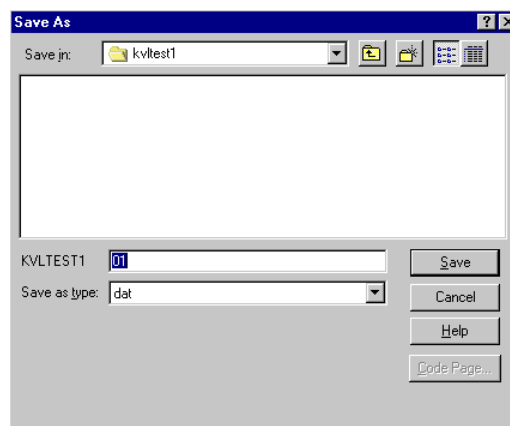 Save As
Save in: kvltest1
KVLTEST1 01 Save
Save as type: dat Cancel
Help
Code Page...